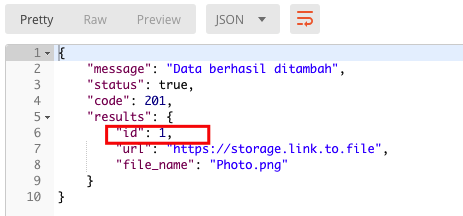 Pretty Raw Preview JSON
1 {
2 "message": "Data berhasil ditambah",
3 "status": true,
4 "code": 201,
5 "results": {
6 "id": 1,
7 "url": "https://storage.link.to.file",
8 "file_name": "Photo.png"
9 }
10 }